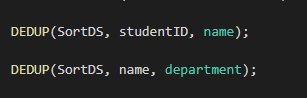 DEDUP(SortDS, studentID, name);
DEDUP(SortDS, name, department);